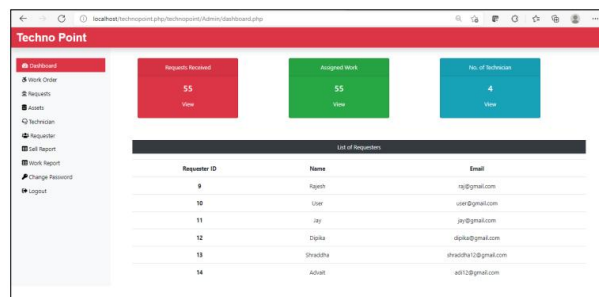 localhost/technopoint.php/technopoint/Admin/dashboard.php
Techno Point
Dashboard
Work Order
Requests
Assets
Technician
Requester
Sell Report
Work Report
Change Password
Logout
Requests Received
55
View
Assigned Work
55
View
No. of Technician
4
View
List of Requesters
Requester ID Name Email
9 Rajesh raj@gmail.com
10 User user@gmail.com
11 Jay jay@gmail.com
12 Dipika dipika@gmail.com
13 Shraddha shraddha12@gmail.com
14 Advait adi12@gmail.com